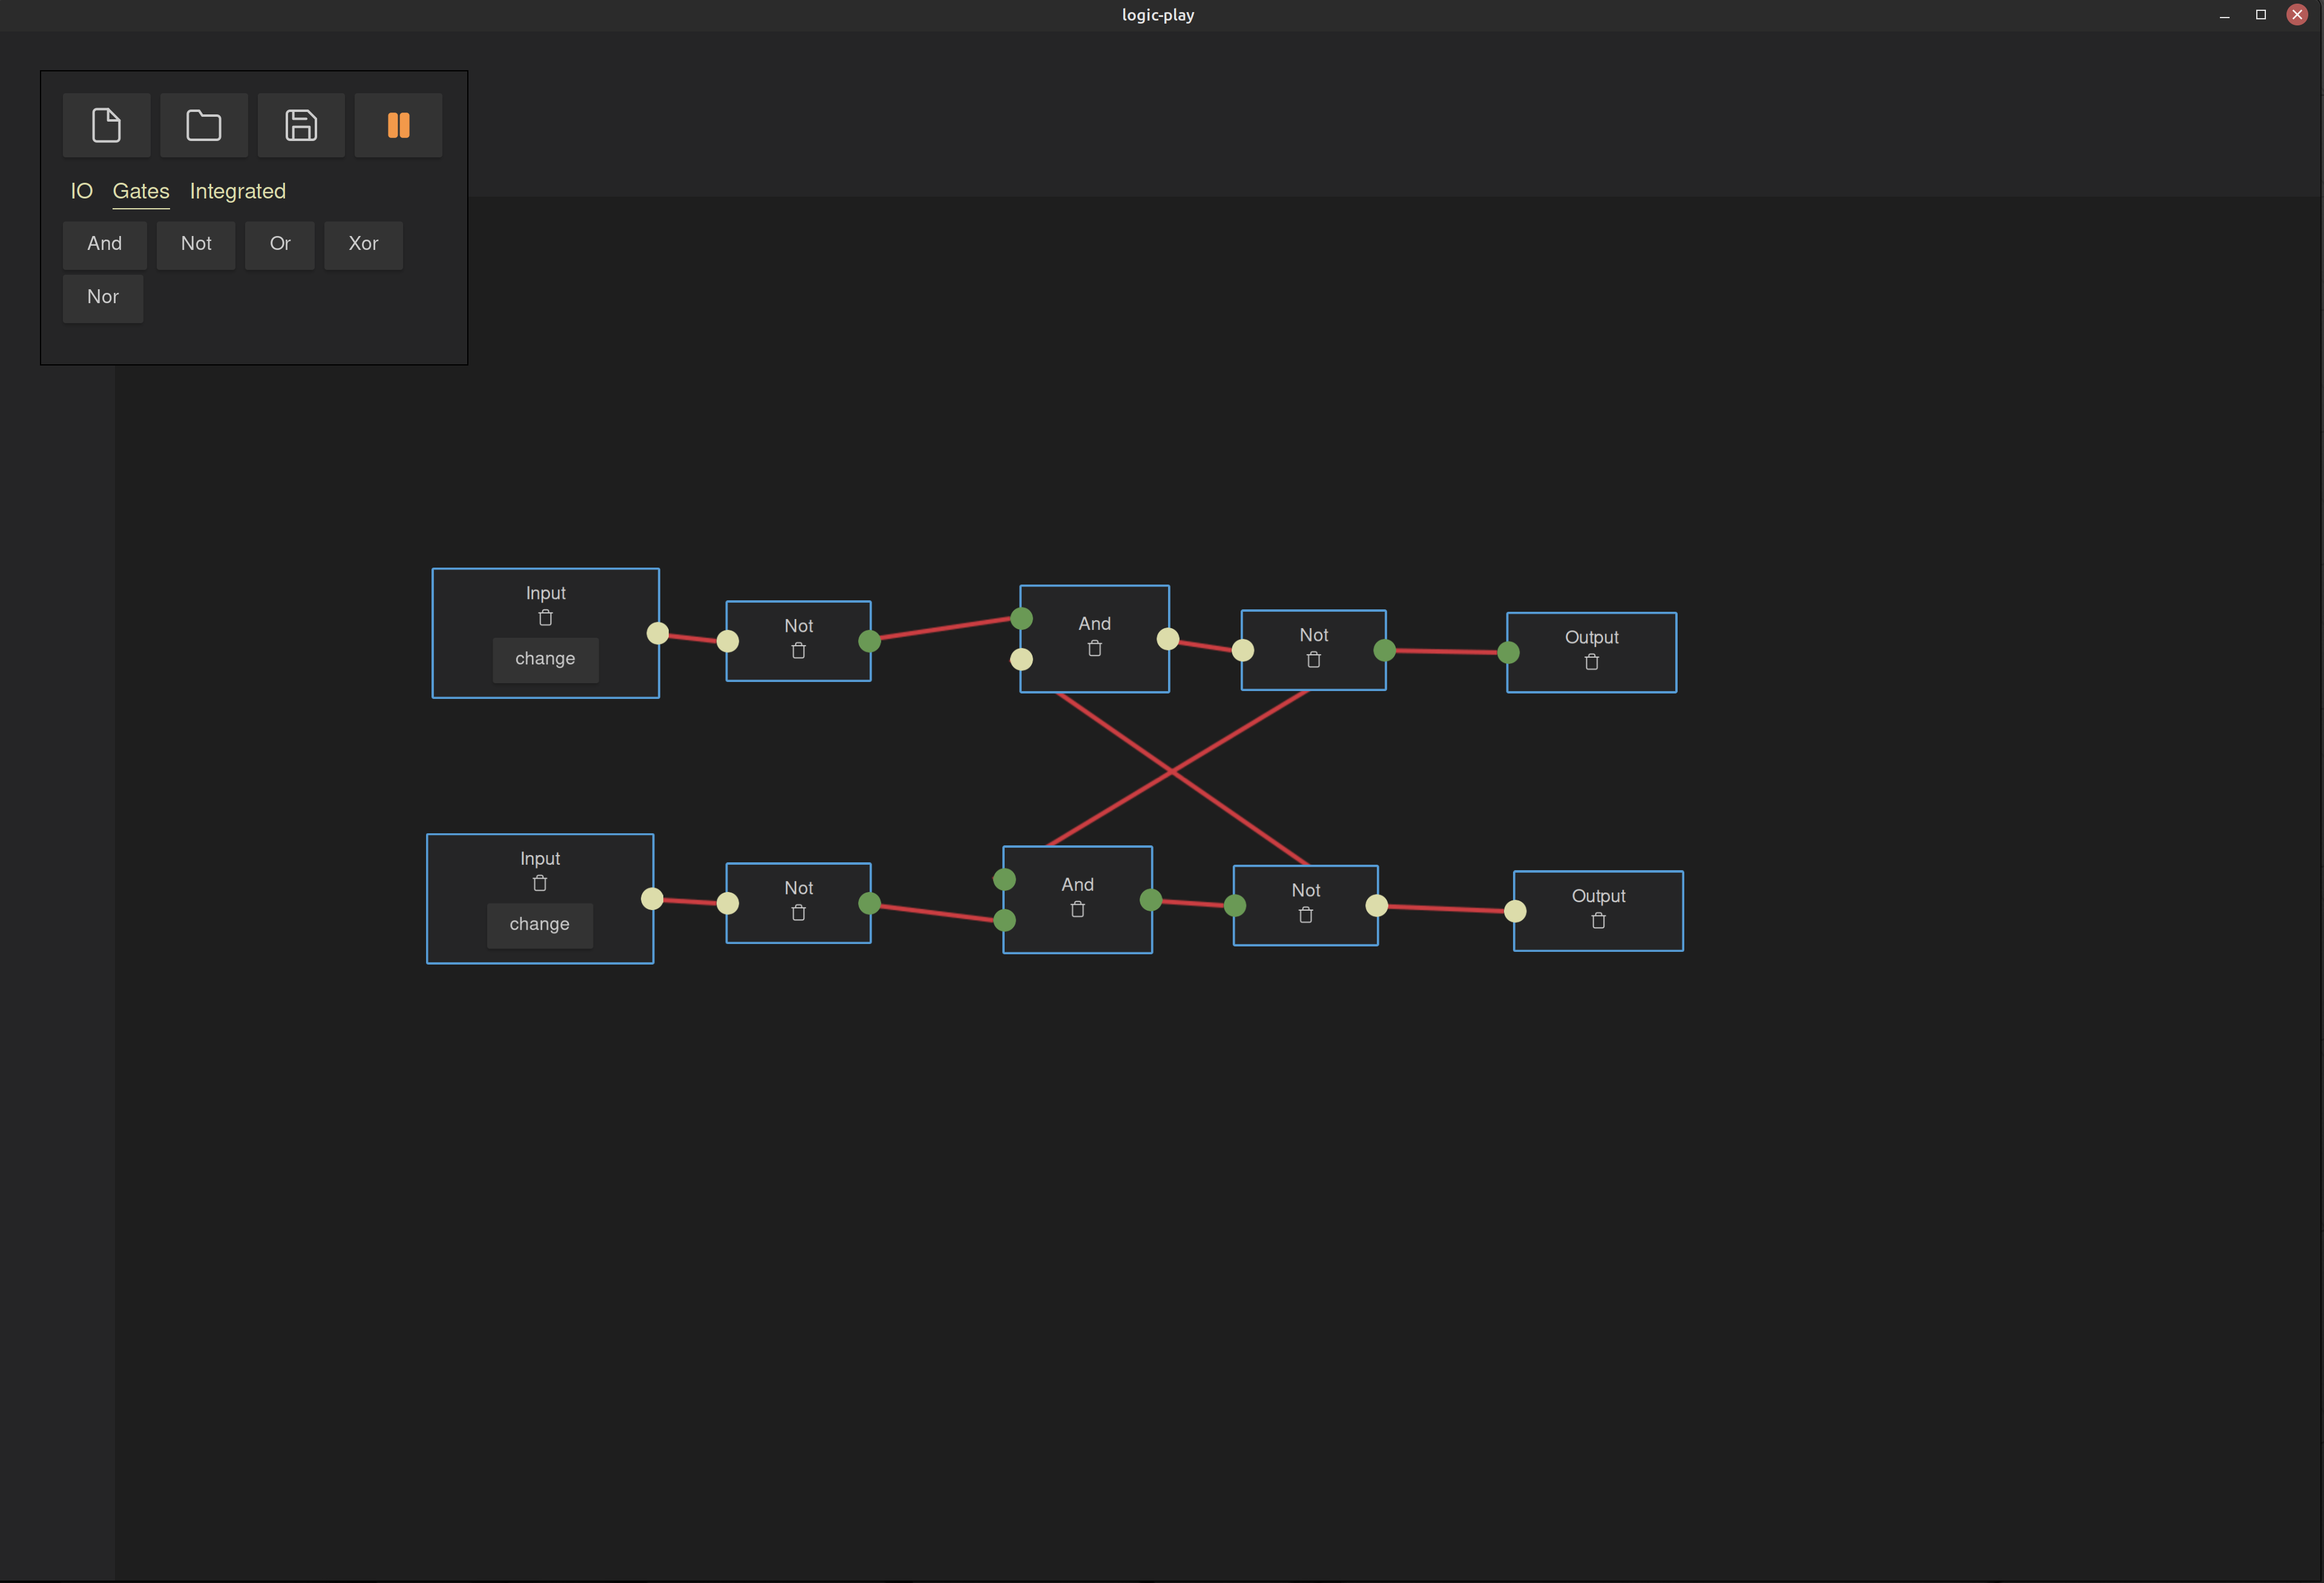 logic-play
IO Gates Integrated
And Not Or Xor
Nor
Input
change
Not
And
Not
Output
Input
change
Not
And
Not
Output